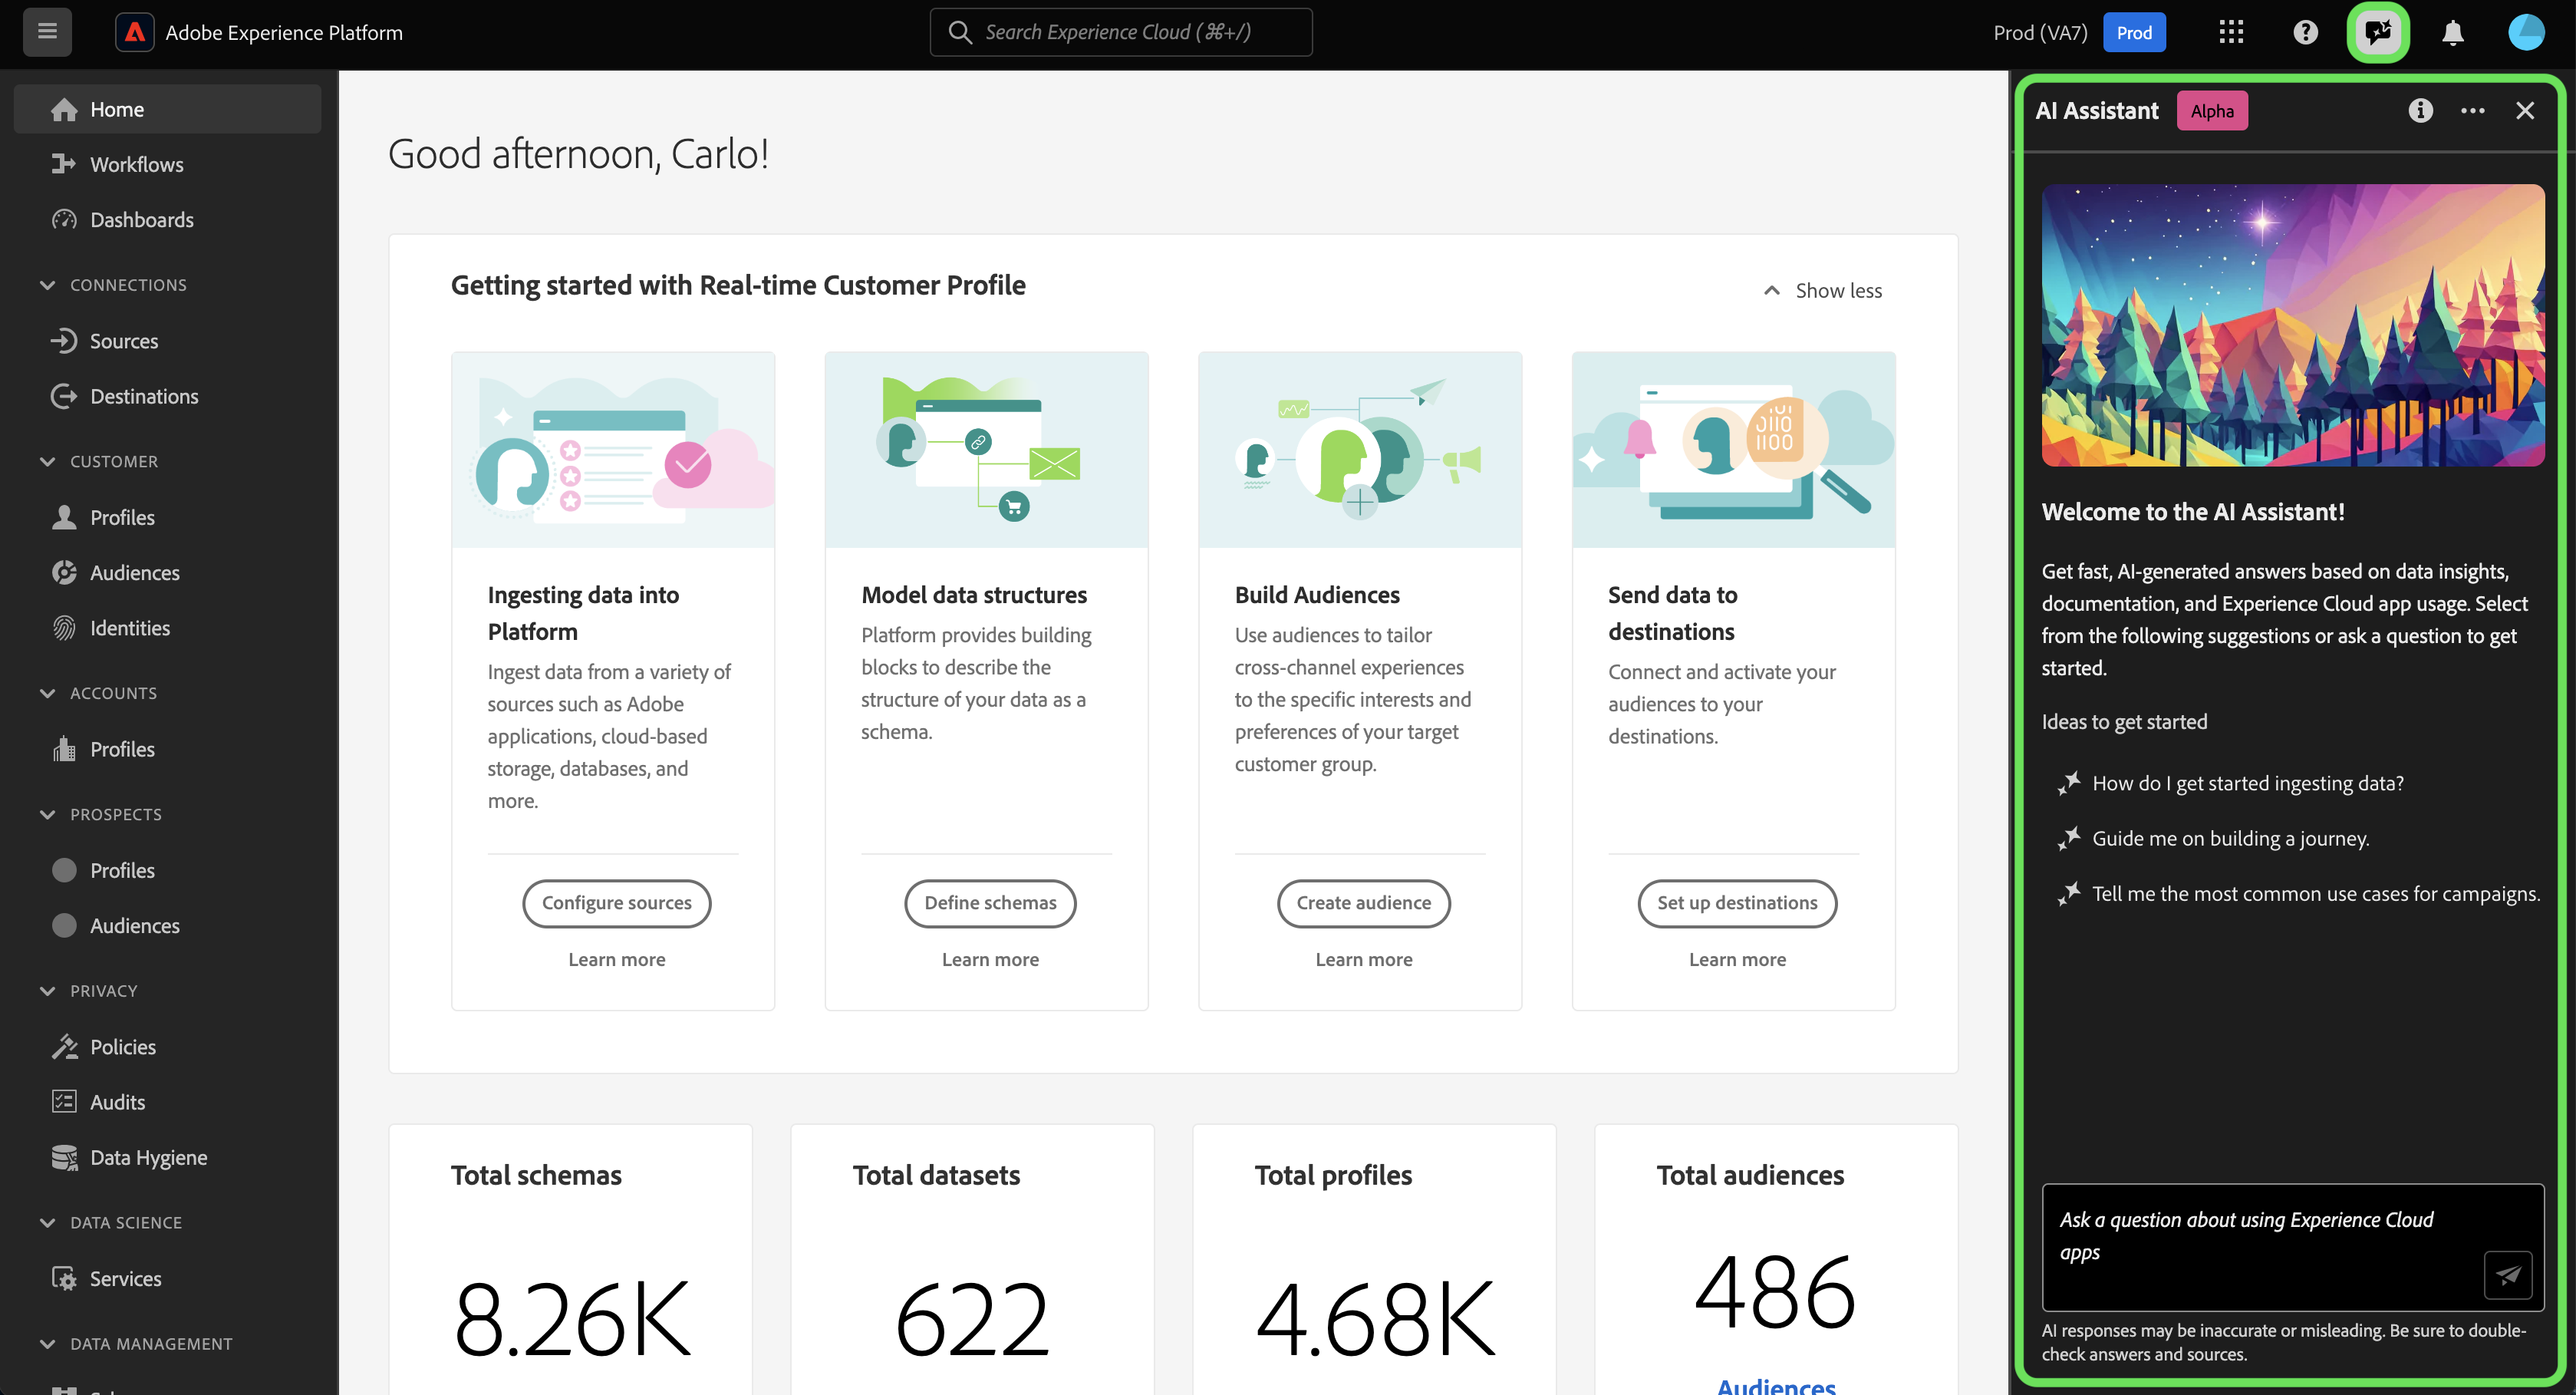 Adobe Experience Platform
Search Experience Cloud (⌘+/)
Prod (VA7)
Prod
Home
Workflows
Dashboards
CONNECTIONS
Sources
Destinations
CUSTOMER
Profiles
Audiences
Identities
ACCOUNTS
Profiles
PROSPECTS
Profiles
Audiences
PRIVACY
Policies
Audits
Data Hygiene
DATA SCIENCE
Services
DATA MANAGEMENT
Good afternoon, Carlo!
Getting started with Real-time Customer Profile
Show less
Ingesting data into
Platform
Ingest data from a variety of
sources such as Adobe
applications, cloud-based
storage, databases, and
more.
Configure sources
Learn more
Model data structures
Platform provides building
blocks to describe the
structure of your data as a
schema.
Define schemas
Learn more
Build Audiences
Use audiences to tailor
cross-channel experiences
to the specific interests and
preferences of your target
customer group.
Create audience
Learn more
Send data to
destinations
Connect and activate your
audiences to your
destinations.
Set up destinations
Learn more
Total schemas
8.26K
Total datasets
622
Total profiles
4.68K
Total audiences
486
Audiences
AI Assistant
Alpha
Welcome to the AI Assistant!
Get fast, AI-generated answers based on data insights,
documentation, and Experience Cloud app usage. Select
from the following suggestions or ask a question to get
started.
Ideas to get started
How do I get started ingesting data?
Guide me on building a journey.
Tell me the most common use cases for campaigns.
Ask a question about using Experience Cloud
apps
AI responses may be inaccurate or misleading. Be sure to double-
check answers and sources.